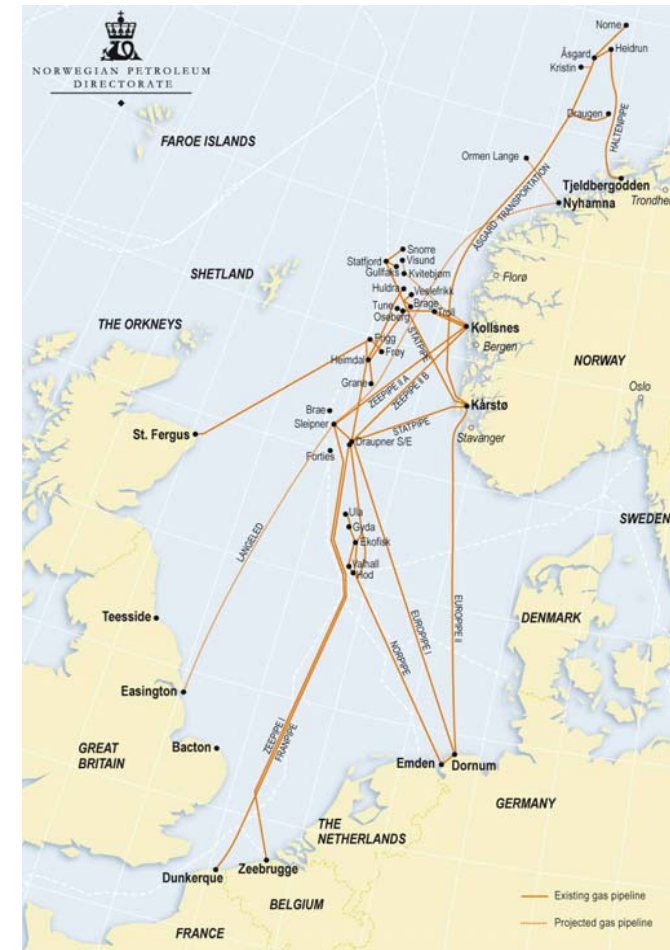 NORWEGIAN PETROLEUM
DIRECTORATE
FAROE ISLANDS
SHETLAND
THE ORKNEYS
Norne
Åsgard
Heidrun
Kristin
Draugen
HALTENPIPE
Ormen Lange
Tjeldbergodden
Nyhamna
Trondheim
ÅSGARD TRANSPORTATION
Snorre
Statfjord
Visund
Gullfaks
Kvitebjørn
Florø
Huldra
Veslefrikk
Tune
Brage
Oseberg
Troll
Kollsnes
Bergen
STATPIPE
Frigg
Frøy
Heimdal
NORWAY
Oslo
Grane
ZEEPIPE II A
ZEEPIPE II B
Kårstø
Brae
Sleipner
STATPIPE
Stavanger
St. Fergus
Draupner S/E
Forties
Ula
Gyda
Ekofisk
SWEDEN
LANGELED
Valhall
Hod
DENMARK
Teesside
EUROPIPE II
EUROPIPE I
NORPIPE
Easington
ZEEPIPE I
FRANPIPE
GREAT
BRITAIN
Bacton
Emden
Dornum
GERMANY
THE
NETHERLANDS
Dunkerque
Zeebrugge
BELGIUM
FRANCE
Existing gas pipeline
Projected gas pipeline